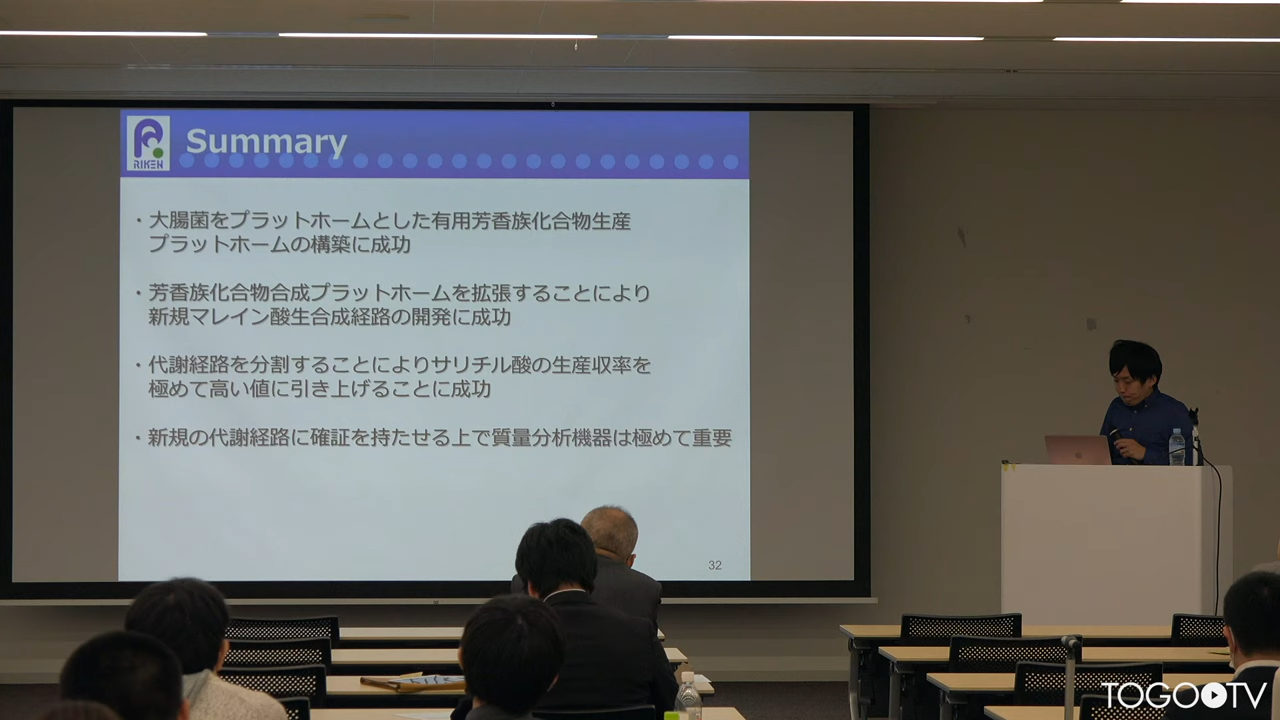 RIKEN
Summary
・大腸菌をプラットホームとした有用芳香族化合物生産
プラットホームの構築に成功
・芳香族化合物合成プラットホームを拡張することにより
新規マレイン酸生合成経路の開発に成功
・代謝経路を分割することによりサリチル酸の生産収率を
極めて高い値に引き上げることに成功
・新規の代謝経路に確証を持たせる上で質量分析機器は極めて重要
32
TOGO TV